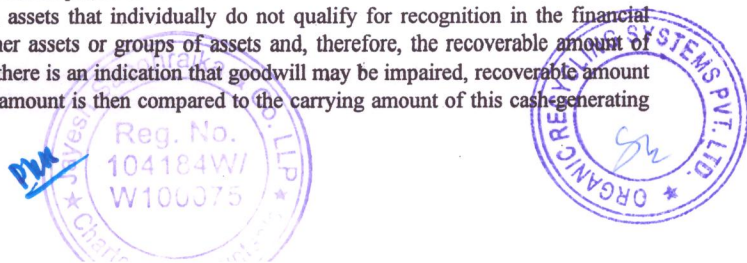 assets that individually do not qualify for recognition in the financial
her assets or groups of assets and, therefore, the recoverable amount of
there is an indication that goodwill may be impaired, recoverable amount
amount is then compared to the carrying amount of this cash-generating
Co. LLP
Reg. No.
104184W/
W100075
ORGANIC RECYCLING SYSTEMS PVT. LTD.